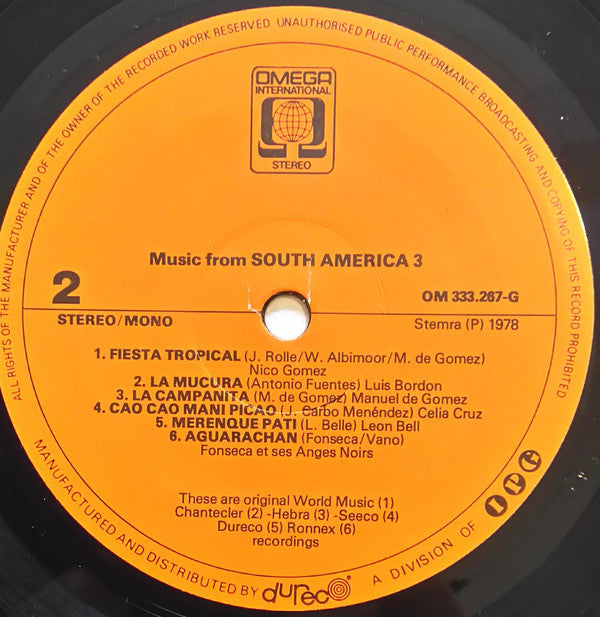 ALL RIGHTS OF THE MANUFACTURER AND OF THE OWNER OF THE RECORDED WORK RESERVED. UNAUTHORISED PUBLIC PERFORMANCE BROADCASTING AND COPYING OF THIS RECORD PROHIBITED
OMEGA
INTERNATIONAL
STEREO
Music from SOUTH AMERICA 3
2
OM 333.267-G
STEREO/MONO
Stemra (P) 1978
1. FIESTA TROPICAL (J. Rolle/W. Albimoor/M. de Gomez)
Nico Gomez
2. LA MUCURA (Antonio Fuentes) Luis Bordon
3. LA CAMPANITA (M. de Gomez) Manuel de Gomez
4. CAO CAO MANI PICAO (J. Carbo Menéndez) Celia Cruz
5. MERENQUE PATI (L. Belle) Leon Bell
6. AGUARACHAN (Fonseca/Vano)
Fonseca et ses Anges Noirs
These are original World Music (1)
Chantecler (2) -Hebra (3) -Seeco (4)
Dureco (5) Ronnex (6)
recordings
MANUFACTURED AND DISTRIBUTED BY dureco A DIVISION OF IPG